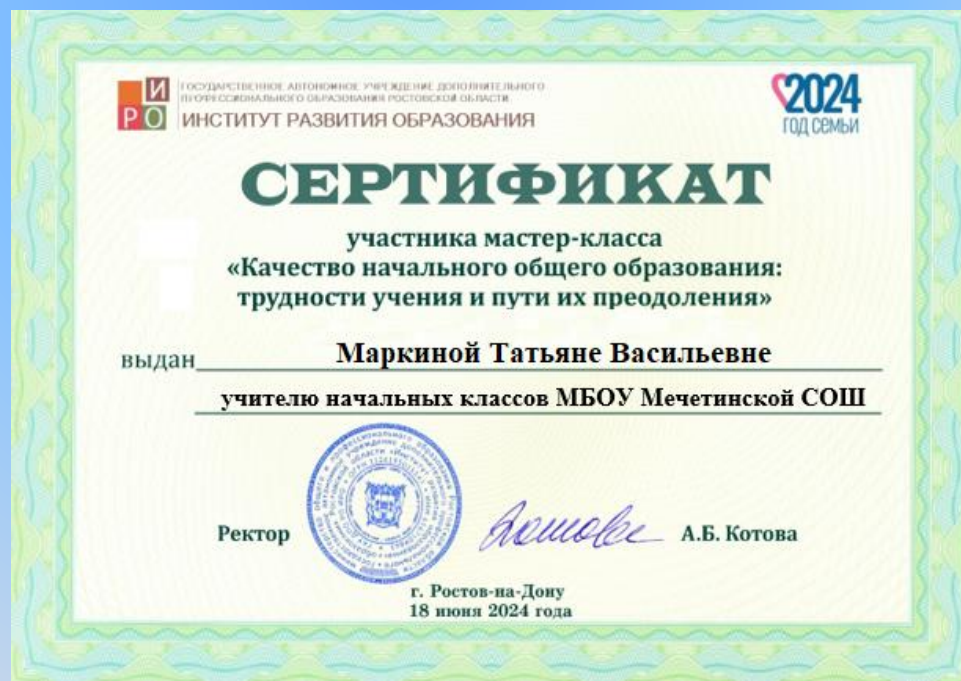 ИРО
ГОСУДАРСТВЕННОЕ АВТОНОМНОЕ УЧРЕЖДЕНИЕ ДОПОЛНИТЕЛЬНОГО
ПРОФЕССИОНАЛЬНОГО ОБРАЗОВАНИЯ РОСТОВСКОЙ ОБЛАСТИ
ИНСТИТУТ РАЗВИТИЯ ОБРАЗОВАНИЯ
2024
ГОД СЕМЬИ
СЕРТИФИКАТ
участника мастер-класса
«Качество начального общего образования:
трудности учения и пути их преодоления»
выдан Маркиной Татьяне Васильевне
учителю начальных классов МБОУ Мечетинской СОШ
Ректор А.Б. Котова
г. Ростов-на-Дону
18 июня 2024 года